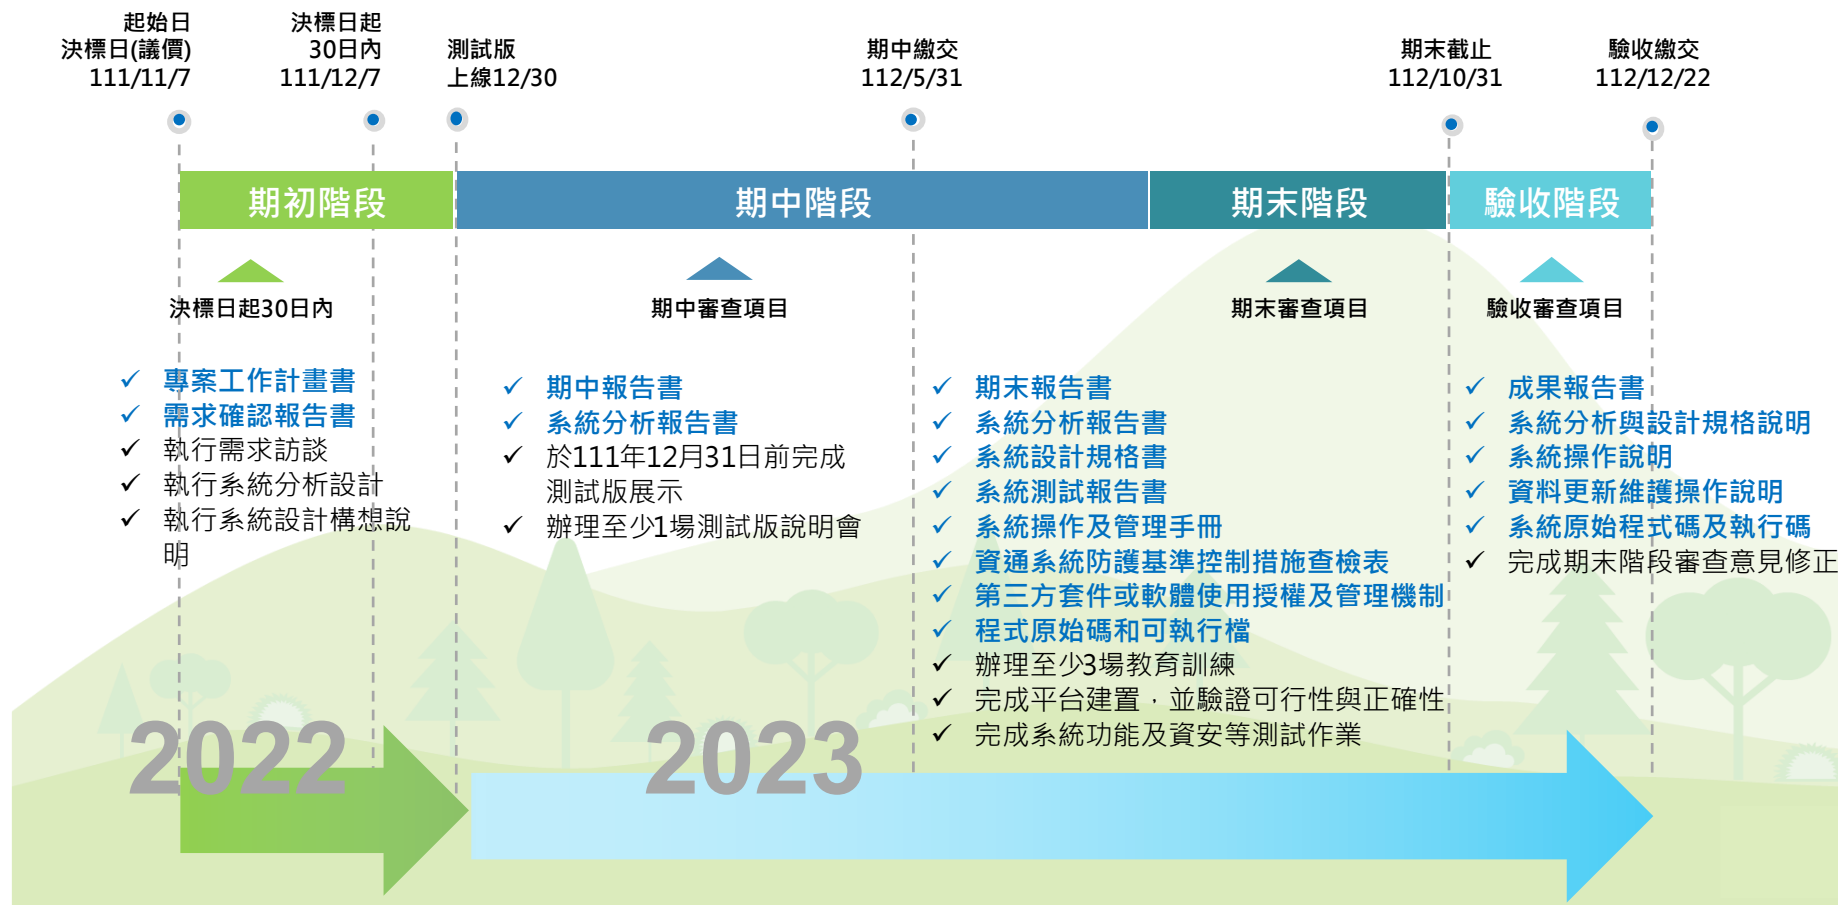 起始日
決標日(議價)
111/11/7
決標日起
30日內
111/12/7
測試版
上線12/30
期中繳交
112/5/31
期末截止
112/10/31
驗收繳交
112/12/22
期初階段
期中階段
期末階段
驗收階段
決標日起30日內
期中審查項目
期末審查項目
驗收審查項目
✓ 專案工作計畫書
✓ 需求確認報告書
✓ 執行需求訪談
✓ 執行系統分析設計
✓ 執行系統設計構想說
明
✓ 期中報告書
✓ 系統分析報告書
✓ 於111年12月31日前完成
測試版展示
✓ 辦理至少1場測試版說明會
✓ 期末報告書
✓ 系統分析報告書
✓ 系統設計規格書
✓ 系統測試報告書
✓ 系統操作及管理手冊
✓ 資通系統防護基準控制措施查檢表
✓ 第三方套件或軟體使用授權及管理機制
✓ 程式原始碼和可執行檔
✓ 辦理至少3場教育訓練
✓ 完成平台建置，並驗證可行性與正確性
✓ 完成系統功能及資安等測試作業
✓ 成果報告書
✓ 系統分析與設計規格說明
✓ 系統操作說明
✓ 資料更新維護操作說明
✓ 系統原始程式碼及執行碼
✓ 完成期末階段審查意見修正
2022
2023